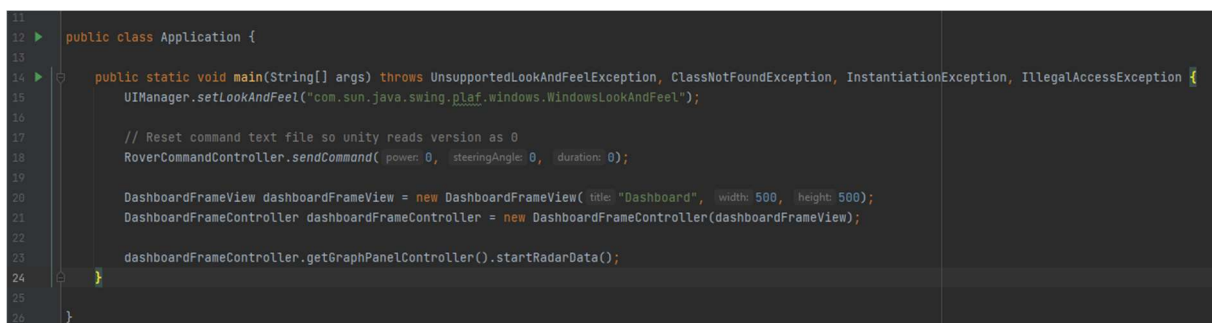 11
12 public class Application {
13
14 public static void main(String[] args) throws UnsupportedLookAndFeelException, ClassNotFoundException, InstantiationException, IllegalAccessException {
15 UIManager.setLookAndFeel("com.sun.java.swing.plaf.windows.WindowsLookAndFeel");
16
17 // Reset command text file so unity reads version as 0
18 RoverCommandController.sendCommand( power: 0, steeringAngle: 0, duration: 0);
19
20 DashboardFrameView dashboardFrameView = new DashboardFrameView( title: "Dashboard", width: 500, height: 500);
21 DashboardFrameController dashboardFrameController = new DashboardFrameController(dashboardFrameView);
22
23 dashboardFrameController.getGraphPanelController().startRadarData();
24 }
25
26 }